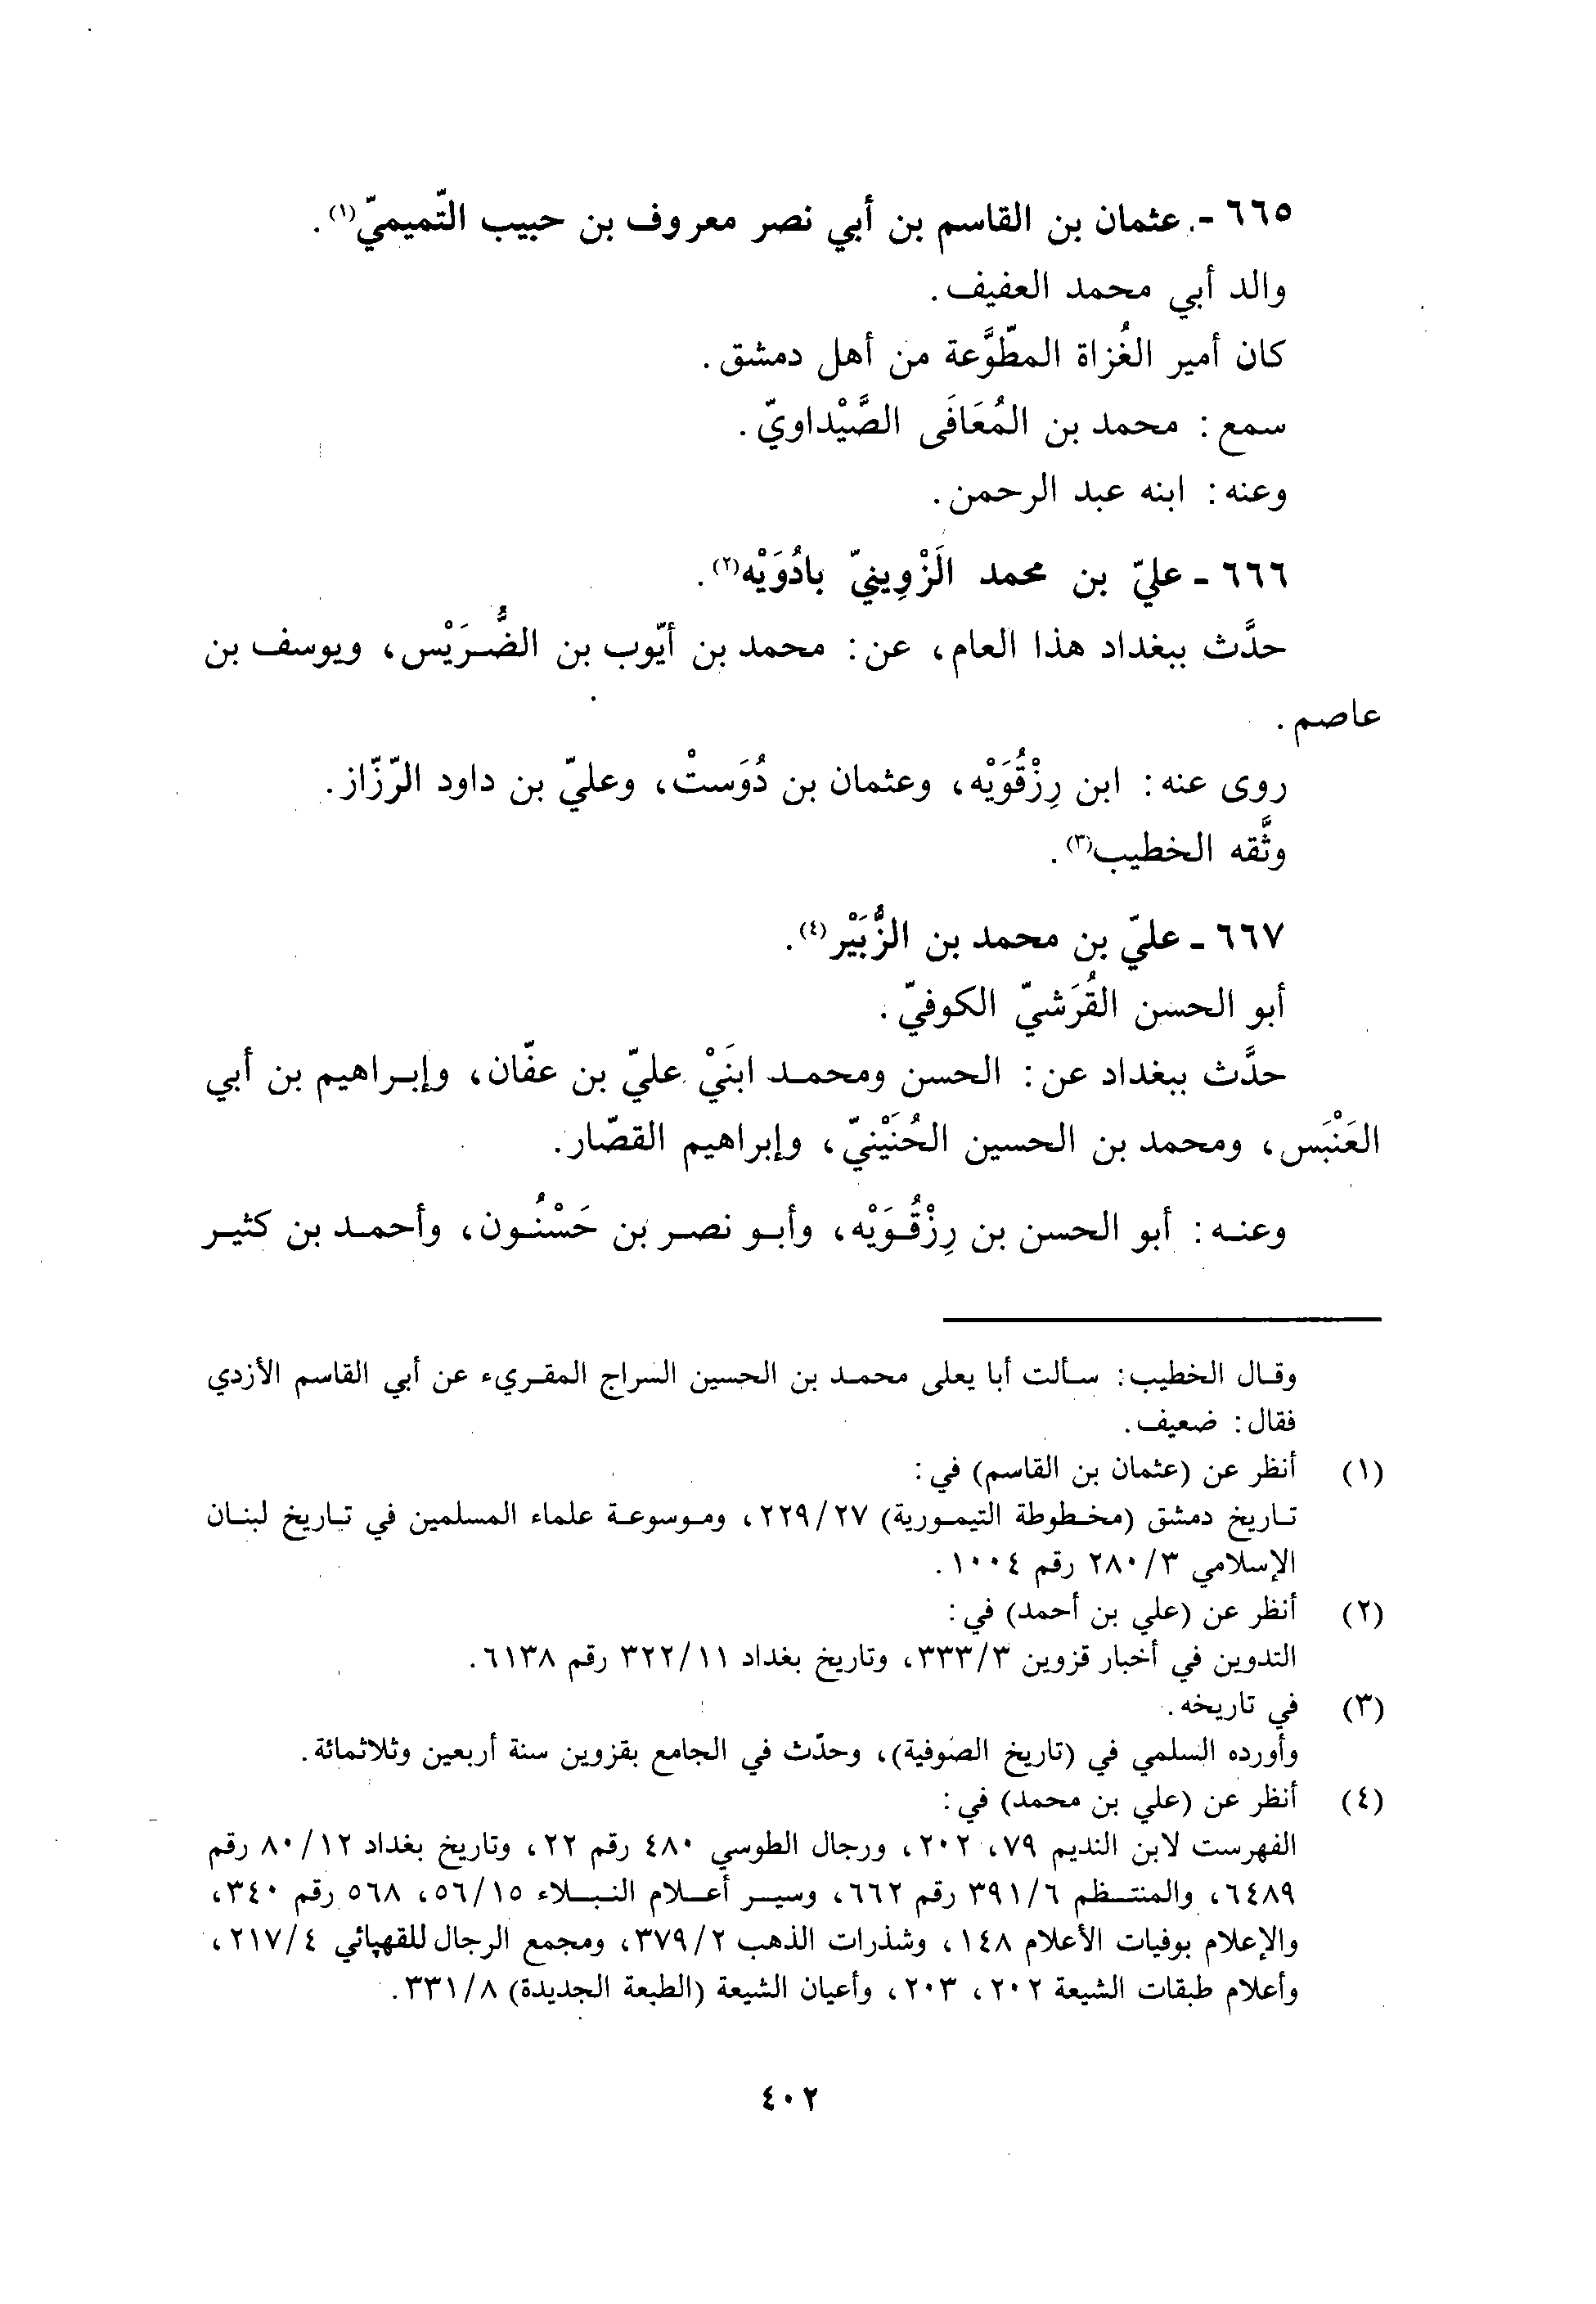 ٦٦٥ - عثمان بن القاسم بن أبي نصر معروف بن حبيب التّميميّ(١).
والد أبي محمد العفيف.
كان أمير الغُزاة المطّوَّعة من أهل دمشق.
سمع: محمد بن المُعَافَى الصَّيْداويّ.
وعنه: ابنه عبد الرحمن.
٦٦٦ - عليّ بن محمد الَزْوِينيّ بادُوَيْه(٢).
حدَّث ببغداد هذا العام، عن: محمد بن أيّوب بن الضُّرَيْس، ويوسف بن
عاصم.
روى عنه: ابن رِزْقُوَيْه، وعثمان بن دُوَستْ، وعليّ بن داود الرّزّاز.
وثَّقه الخطيب(٣).
٦٦٧ - عليّ بن محمد بن الزُّبَيْر(٤).
أبو الحسن القُرَشيّ الكوفيّ.
حدَّث ببغداد عن: الحسن ومحمد ابنَيْ عليّ بن عفّان، وإبراهيم بن أبي
العَنْبَس، ومحمد بن الحسين الحُنَيْنيّ، وإبراهيم القصّار.
وعنه: أبو الحسن بن رِزْقُوَيْه، وأبو نصر بن حَسْنُون، وأحمد بن كثير
وقال الخطيب: سألت أبا يعلى محمد بن الحسين السراج المقريء عن أبي القاسم الأزدي
فقال: ضعيف.
(١) أنظر عن (عثمان بن القاسم) في:
تاريخ دمشق (مخطوطة التيمورية) ٢٢٩/٢٧، وموسوعة علماء المسلمين في تاريخ لبنان
الإسلامي ٢٨٠/٣ رقم ١٠٠٤.
(٢) أنظر عن (علي بن أحمد) في:
التدوين في أخبار قزوين ٣٣٣/٣، وتاريخ بغداد ٣٢٢/١١ رقم ٦١٣٨.
(٣) في تاريخه.
وأورده السلمي في (تاريخ الصوفية)، وحدّث في الجامع بقزوين سنة أربعين وثلاثمائة.
(٤) أنظر عن (علي بن محمد) في:
الفهرست لابن النديم ٧٩، ٢٠٢، ورجال الطوسي ٤٨٠ رقم ٢٢، وتاريخ بغداد ٨٠/١٢ رقم
٦٤٨٩، والمنتظم ٣٩١/٦ رقم ٦٦٢، وسير أعلام النبلاء ٥٦/١٥، ٥٦٨ رقم ٣٤٠،
والإعلام بوفيات الأعلام ١٤٨، وشذرات الذهب ٣٧٩/٢، ومجمع الرجال للقهپائي ٢١٧/٤،
وأعلام طبقات الشيعة ٢٠٢، ٢٠٣، وأعيان الشيعة (الطبعة الجديدة) ٣٣١/٨.
٤٠٢